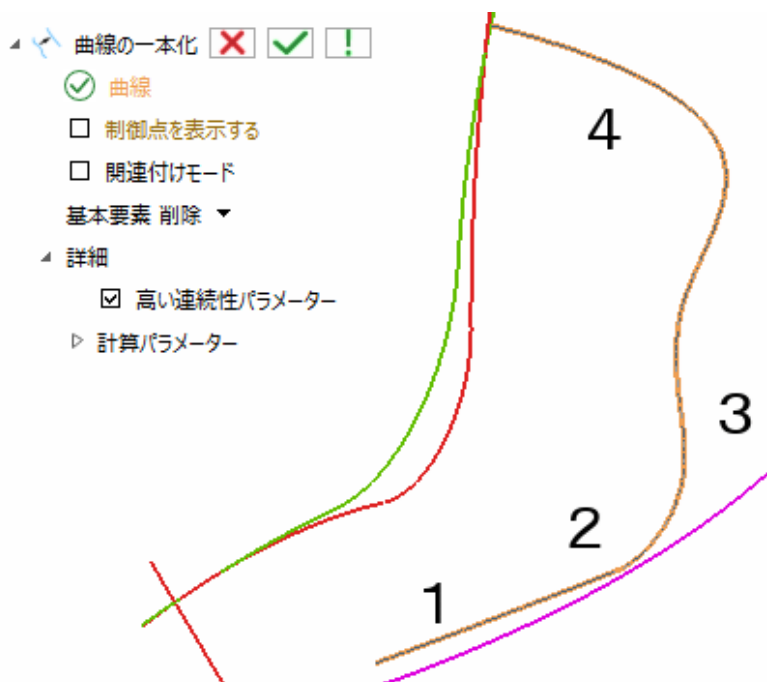 曲線の一本化
曲線
制御点を表示する
関連付けモード
基本要素 削除
詳細
高い連続性パラメーター
計算パラメーター
4
3
2
1